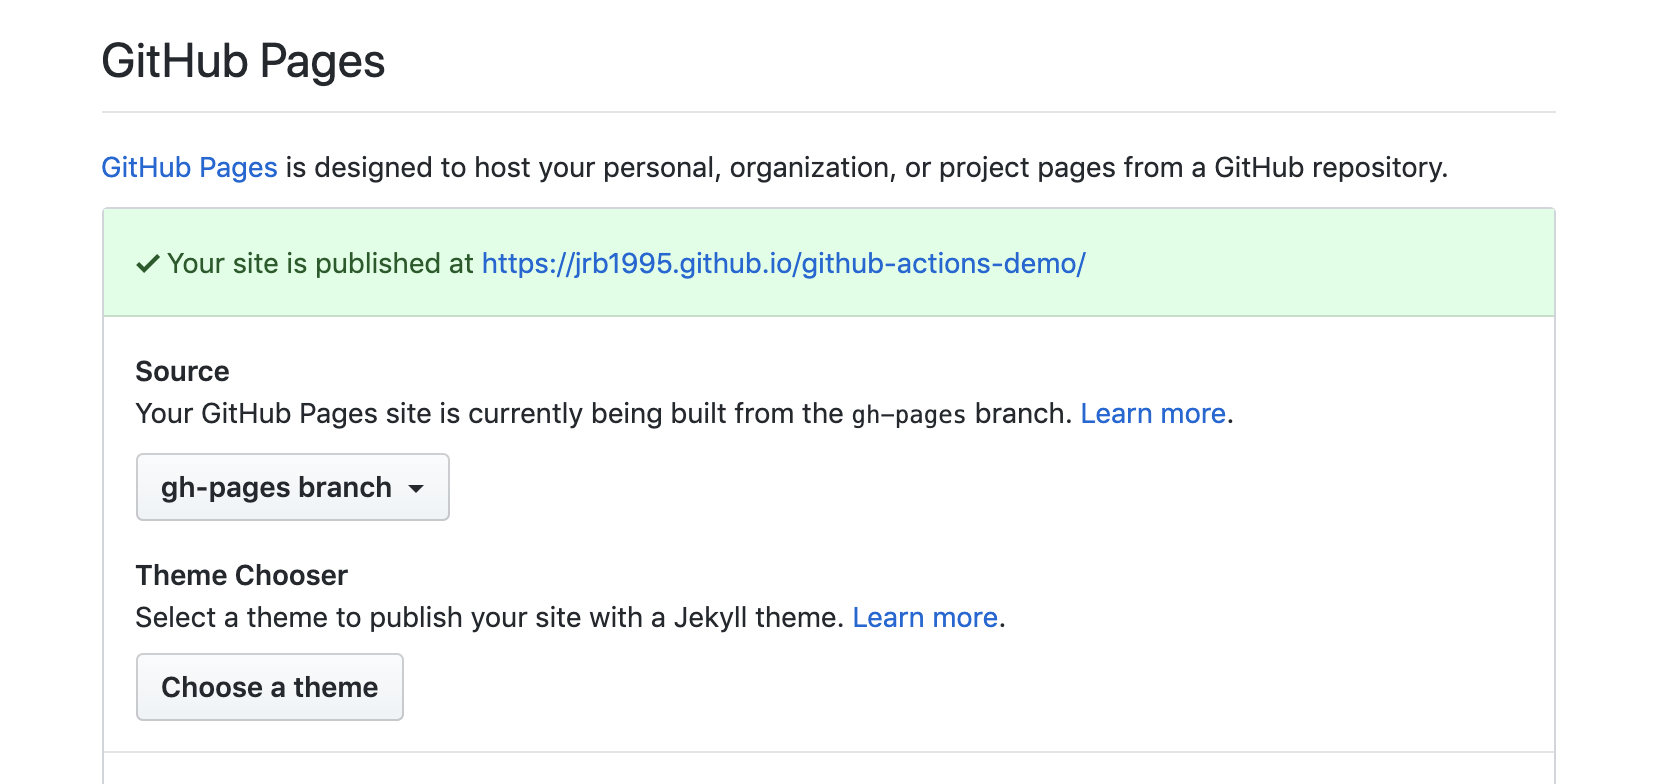 GitHub Pages
GitHub Pages is designed to host your personal, organization, or project pages from a GitHub repository.
Your site is published at https://jrb1995.github.io/github-actions-demo/
Source
Your GitHub Pages site is currently being built from the gh-pages branch. Learn more.
gh-pages branch
Theme Chooser
Select a theme to publish your site with a Jekyll theme. Learn more.
Choose a theme